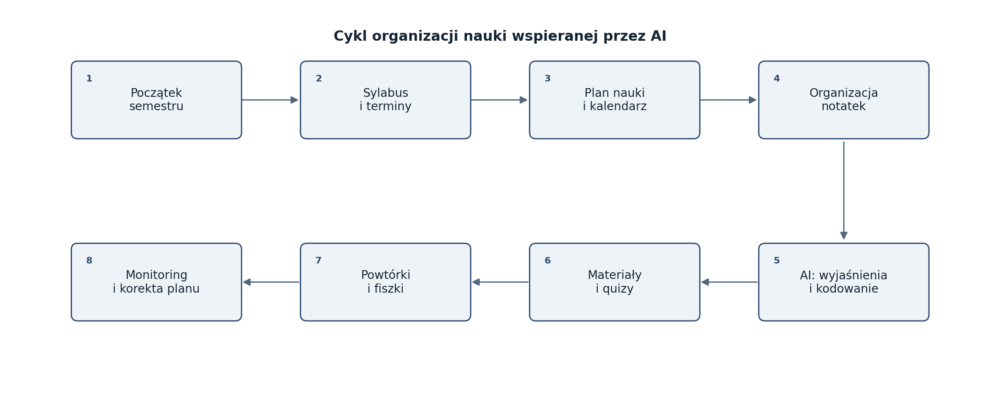 Cykl organizacji nauki wspieranej przez AI
1
Początek
semestru
2
Sylabus
i terminy
3
Plan nauki
i kalendarz
4
Organizacja
notatek
5
AI: wyjaśnienia
i kodowanie
6
Materiały
i quizy
7
Powtórki
i fiszki
8
Monitoring
i korekta planu